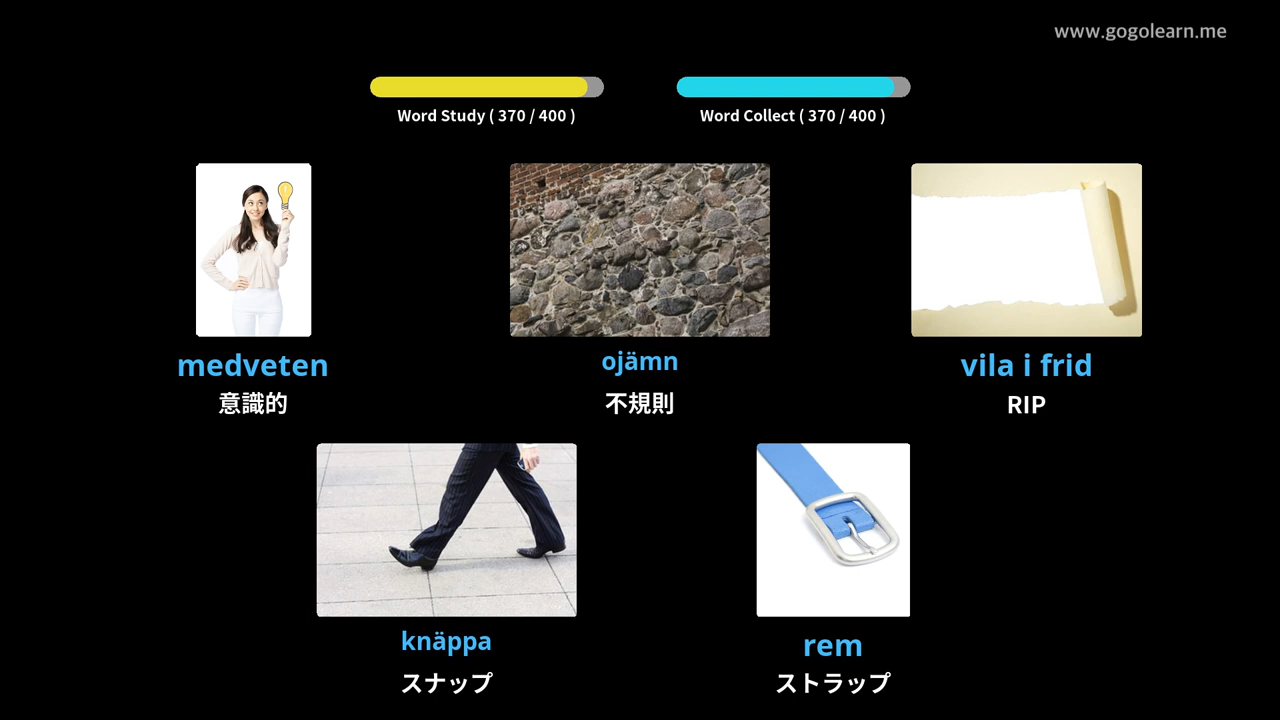 www.gogolearn.me
Word Study ( 370 / 400 )
Word Collect ( 370 / 400 )
medveten
意識的
ojämn
不規則
vila i frid
RIP
knäppa
スナップ
rem
ストラップ